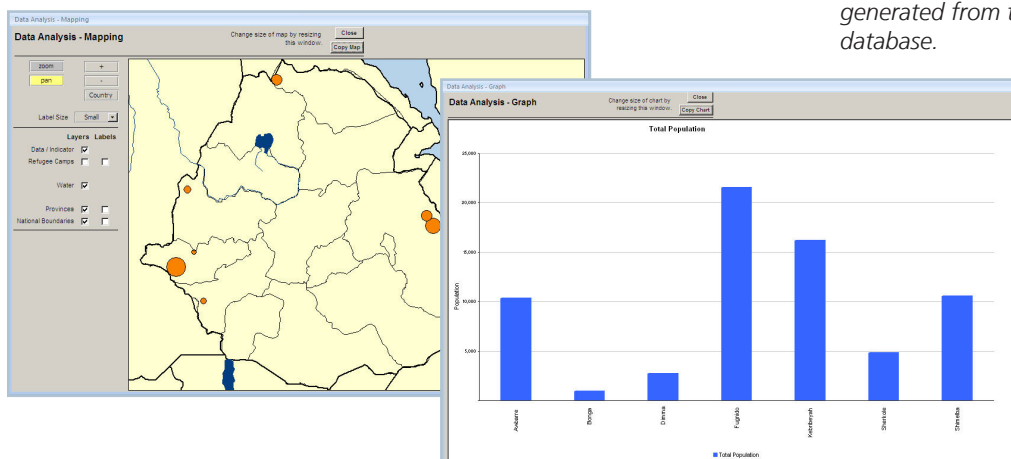 generated from t
database.
Data Analysis - Mapping
Data Analysis - Mapping
Change size of map by resizing
this window.
Close
Copy Map
zoom
+
pan
-
Country
Label Size
Small
Layers Labels
Data / Indicator
Refugee Camps
Water
Provinces
National Boundaries
Data Analysis - Graph
Data Analysis - Graph
Change size of chart by
resizing this window.
Close
Copy Chart
Total Population
25,000
20,000
15,000
10,000
5,000
Population
Awbarre
Bonga
Dimma
Fugnido
Kebribeyah
Sherkole
Shimelba
Total Population